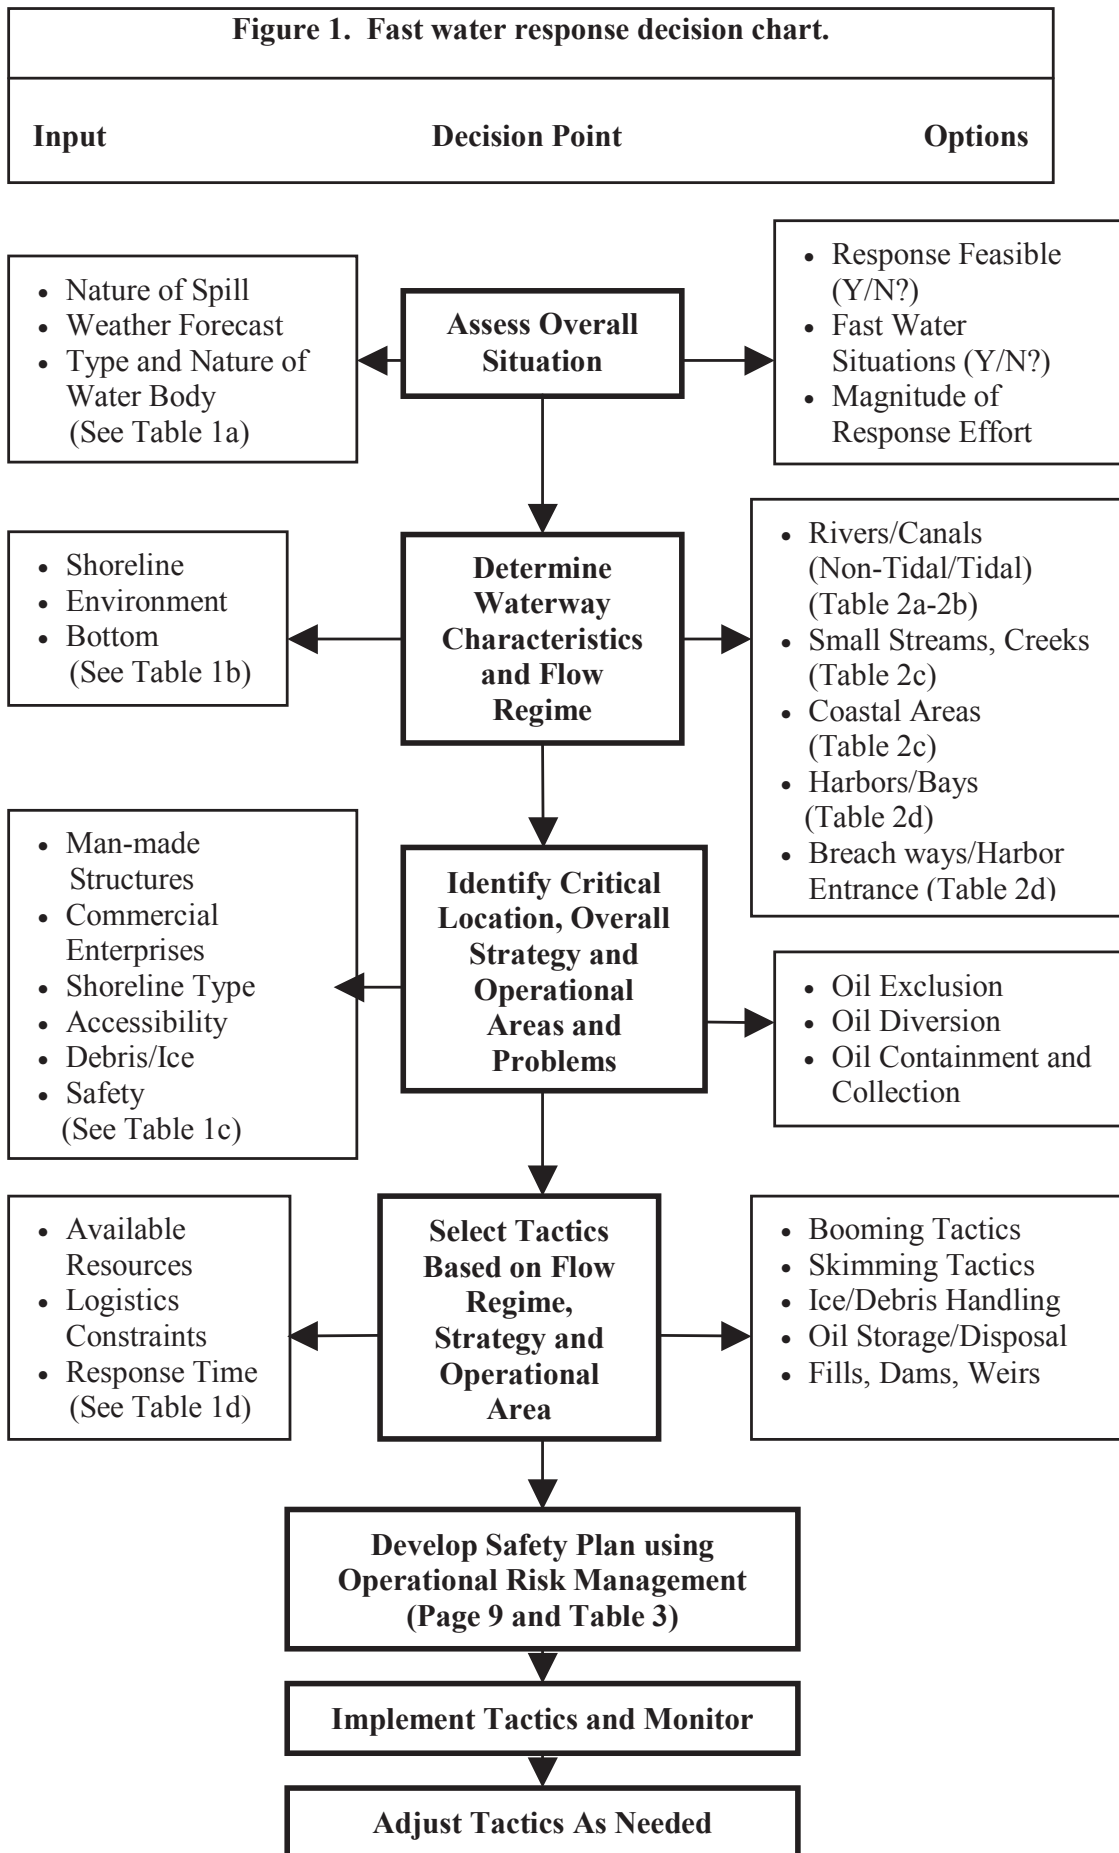 Figure 1. Fast water response decision chart.
Input Decision Point Options
• Nature of Spill
• Weather Forecast
• Type and Nature of
Water Body
(See Table 1a)
Assess Overall
Situation
• Response Feasible
(Y/N?)
• Fast Water
Situations (Y/N?)
• Magnitude of
Response Effort
• Shoreline
• Environment
• Bottom
(See Table 1b)
Determine
Waterway
Characteristics
and Flow
Regime
• Rivers/Canals
(Non-Tidal/Tidal)
(Table 2a-2b)
• Small Streams, Creeks
(Table 2c)
• Coastal Areas
(Table 2c)
• Harbors/Bays
(Table 2d)
• Breach ways/Harbor
Entrance (Table 2d)
• Man-made
Structures
• Commercial
Enterprises
• Shoreline Type
• Accessibility
• Debris/Ice
• Safety
(See Table 1c)
Identify Critical
Location, Overall
Strategy and
Operational
Areas and
Problems
• Oil Exclusion
• Oil Diversion
• Oil Containment and
Collection
• Available
Resources
• Logistics
Constraints
• Response Time
(See Table 1d)
Select Tactics
Based on Flow
Regime,
Strategy and
Operational
Area
• Booming Tactics
• Skimming Tactics
• Ice/Debris Handling
• Oil Storage/Disposal
• Fills, Dams, Weirs
Develop Safety Plan using
Operational Risk Management
(Page 9 and Table 3)
Implement Tactics and Monitor
Adjust Tactics As Needed